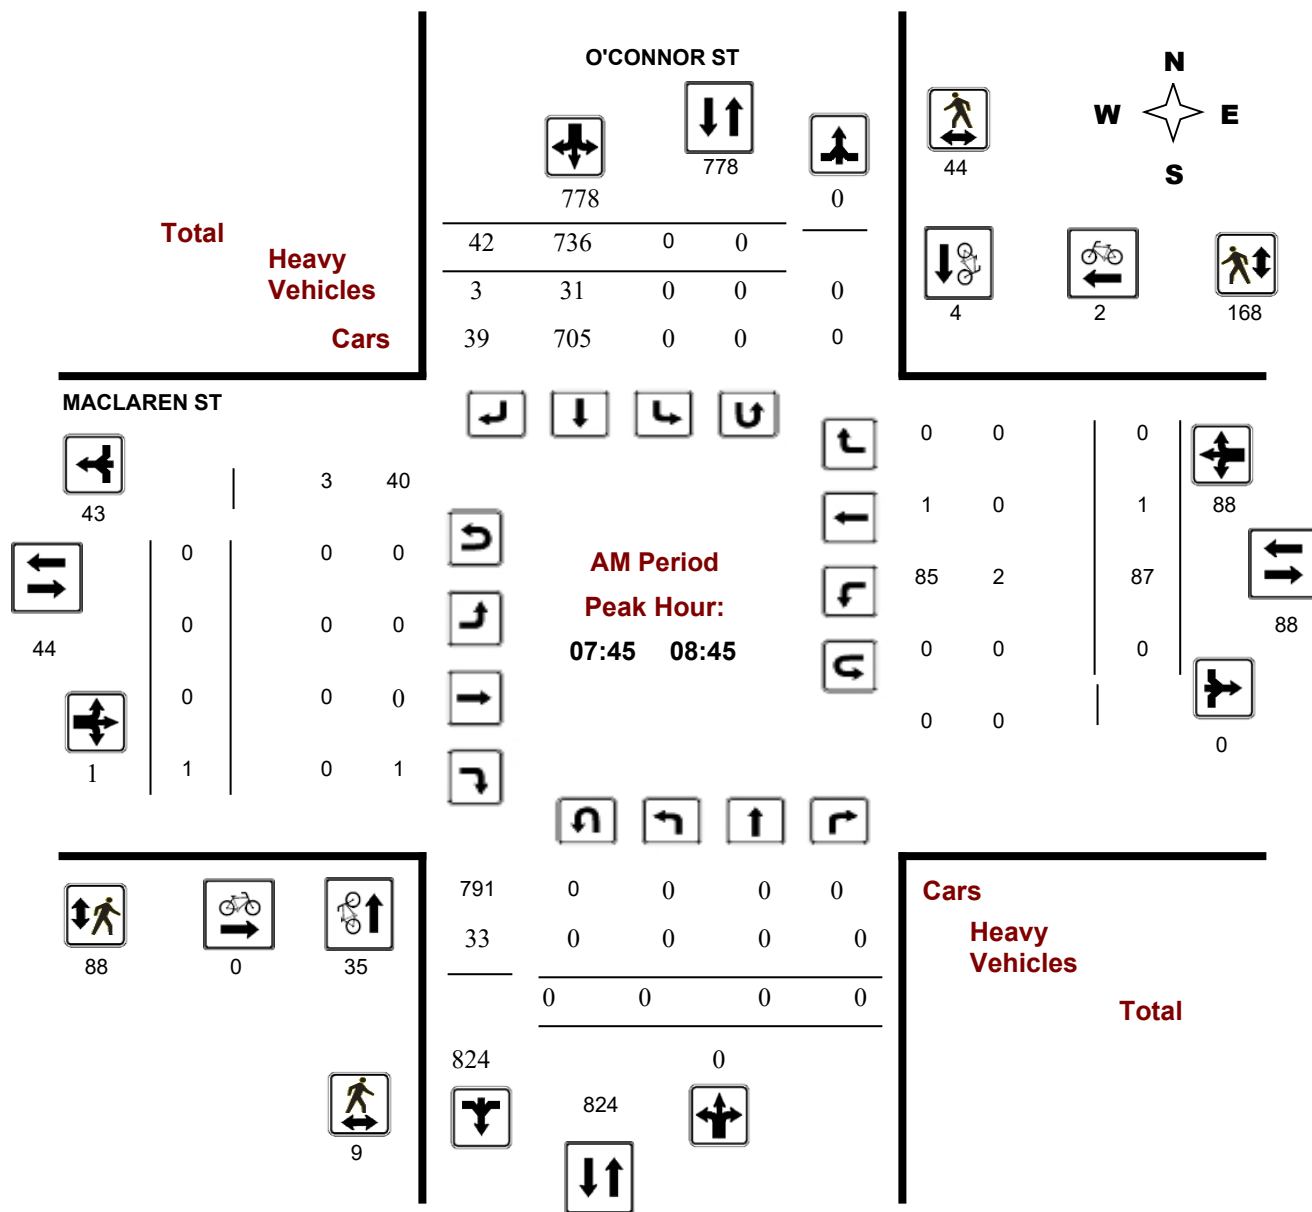 O'CONNOR ST
N
W E
S
778
44
778 0
Total
42 736 0 0
Heavy
Vehicles
3 31 0 0 0
4 2 168
Cars
39 705 0 0 0
MACLAREN ST
0 0 0
3 40
43
1 0 1 88
0 0 0
AM Period
85 2 87
Peak Hour:
0 0 0
88
44
07:45 08:45
0 0 0
0 0 0
0 0
0
1
1 0 1
791 0 0 0 0
Cars
33 0 0 0 0
Heavy
Vehicles
88 0 35
0 0 0 0
Total
824 0
824
9